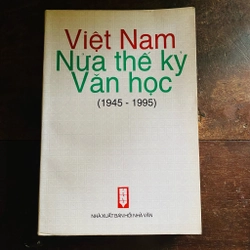 Việt Nam
Nửa thế kỷ
Văn học
(1945 - 1995)
NHÀ XUẤT BẢN HỘI NHÀ VĂN